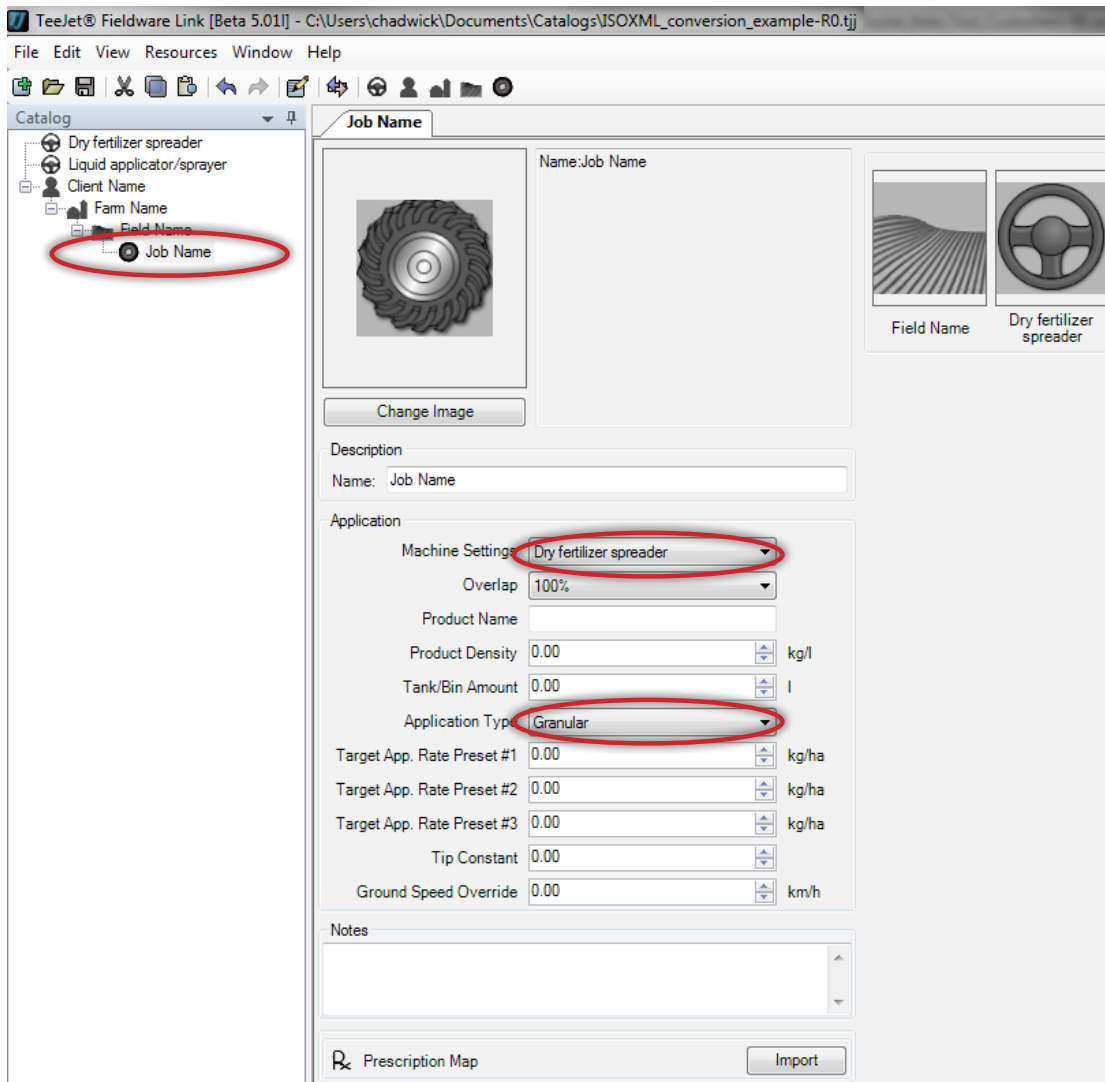 TeeJet® Fieldware Link [Beta 5.01l] - C:\Users\chadwick\Documents\Catalogs\ISOXML_conversion_example-R0.tjj
File Edit View Resources Window Help
Catalog
Dry fertilizer spreader
Liquid applicator/sprayer
Client Name
Farm Name
Field Name
Job Name
Job Name
Name:Job Name
Change Image
Field Name
Dry fertilizer
spreader
Description
Name: Job Name
Application
Machine Settings Dry fertilizer spreader
Overlap 100%
Product Name
Product Density 0.00 kg/l
Tank/Bin Amount 0.00 l
Application Type Granular
Target App. Rate Preset #1 0.00 kg/ha
Target App. Rate Preset #2 0.00 kg/ha
Target App. Rate Preset #3 0.00 kg/ha
Tip Constant 0.00
Ground Speed Override 0.00 km/h
Notes
Rx Prescription Map Import